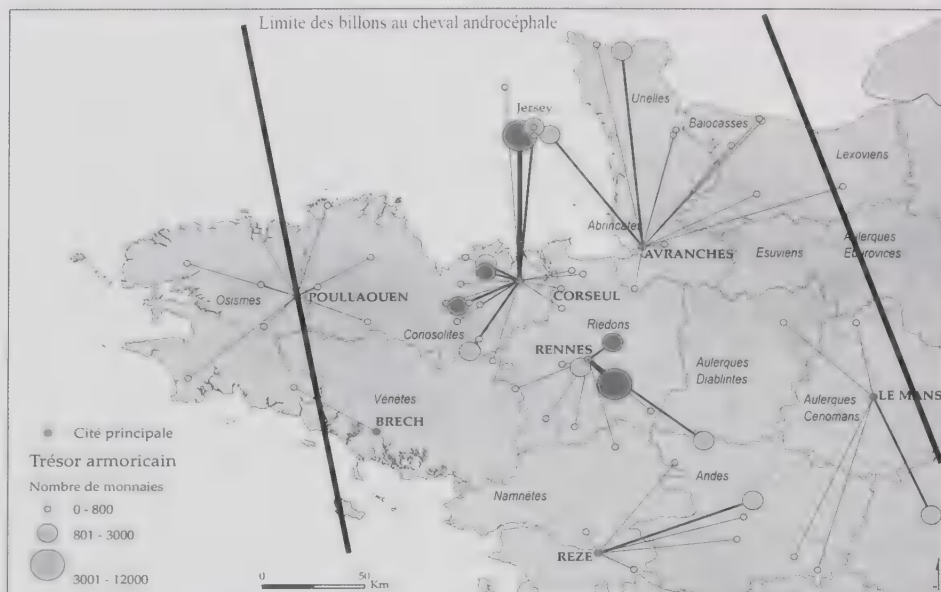 Limite des billons au cheval androcéphale
Jersey
Unelles
Baiocasses
Lexoviens
Abrincates
AVRANCHES
Esuviens
Aulerques
Eburovices
Osismes
POULLAOUEN
CORSEUL
Coriosolites
Riedons
RENNES
Aulerques
Diablintes
Aulerques
Cenomans
LE MANS
Vénètes
BRECH
Cité principale
Trésor armoricain
Nombre de monnaies
0 - 800
801 - 3000
3001 - 12000
Namnètes
Andes
REZE
0 50
Km